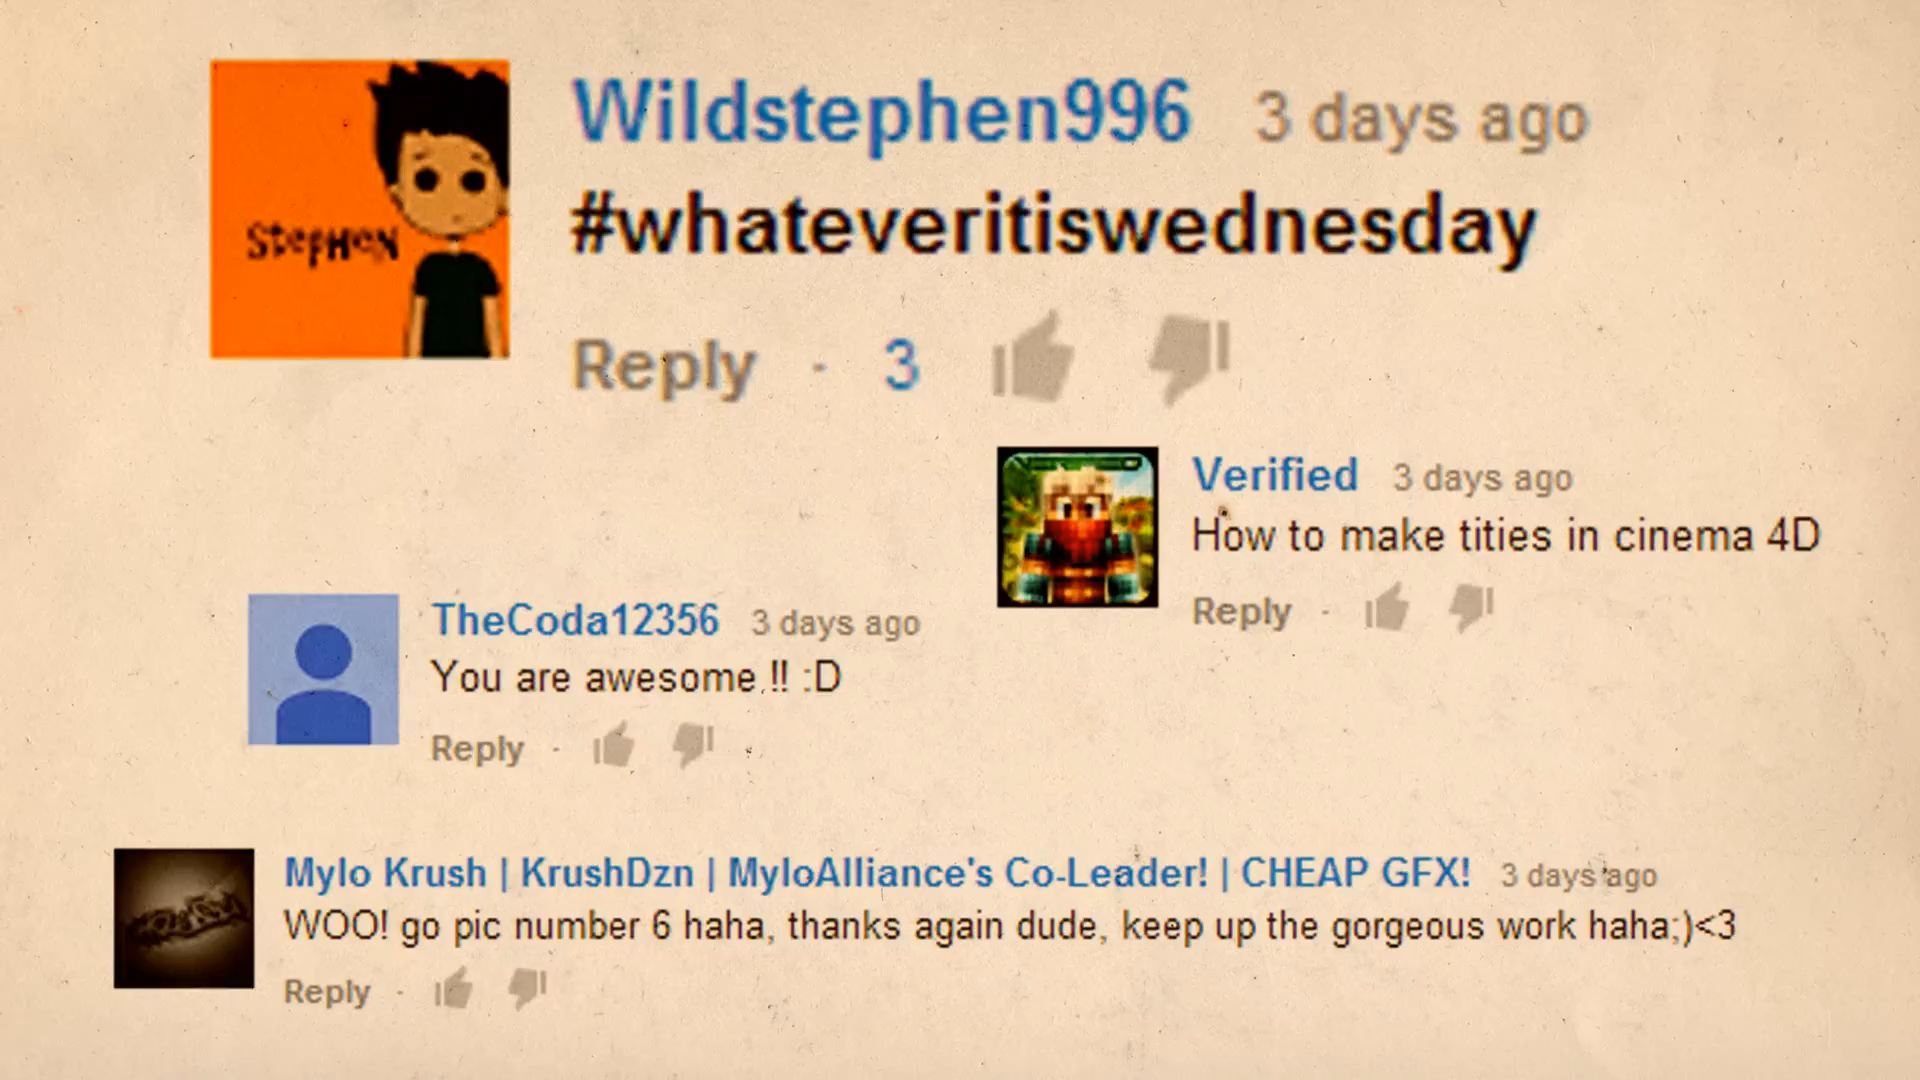 StepHeN
Wildstephen996 3 days ago
#whateveritiswednesday
Reply · 3
Verified 3 days ago
How to make tities in cinema 4D
Reply ·
TheCoda12356 3 days ago
You are awesome !! :D
Reply ·
Mylo Krush | KrushDzn | MyloAlliance's Co-Leader! | CHEAP GFX! 3 days ago
WOO! go pic number 6 haha, thanks again dude, keep up the gorgeous work haha;)<3
Reply ·